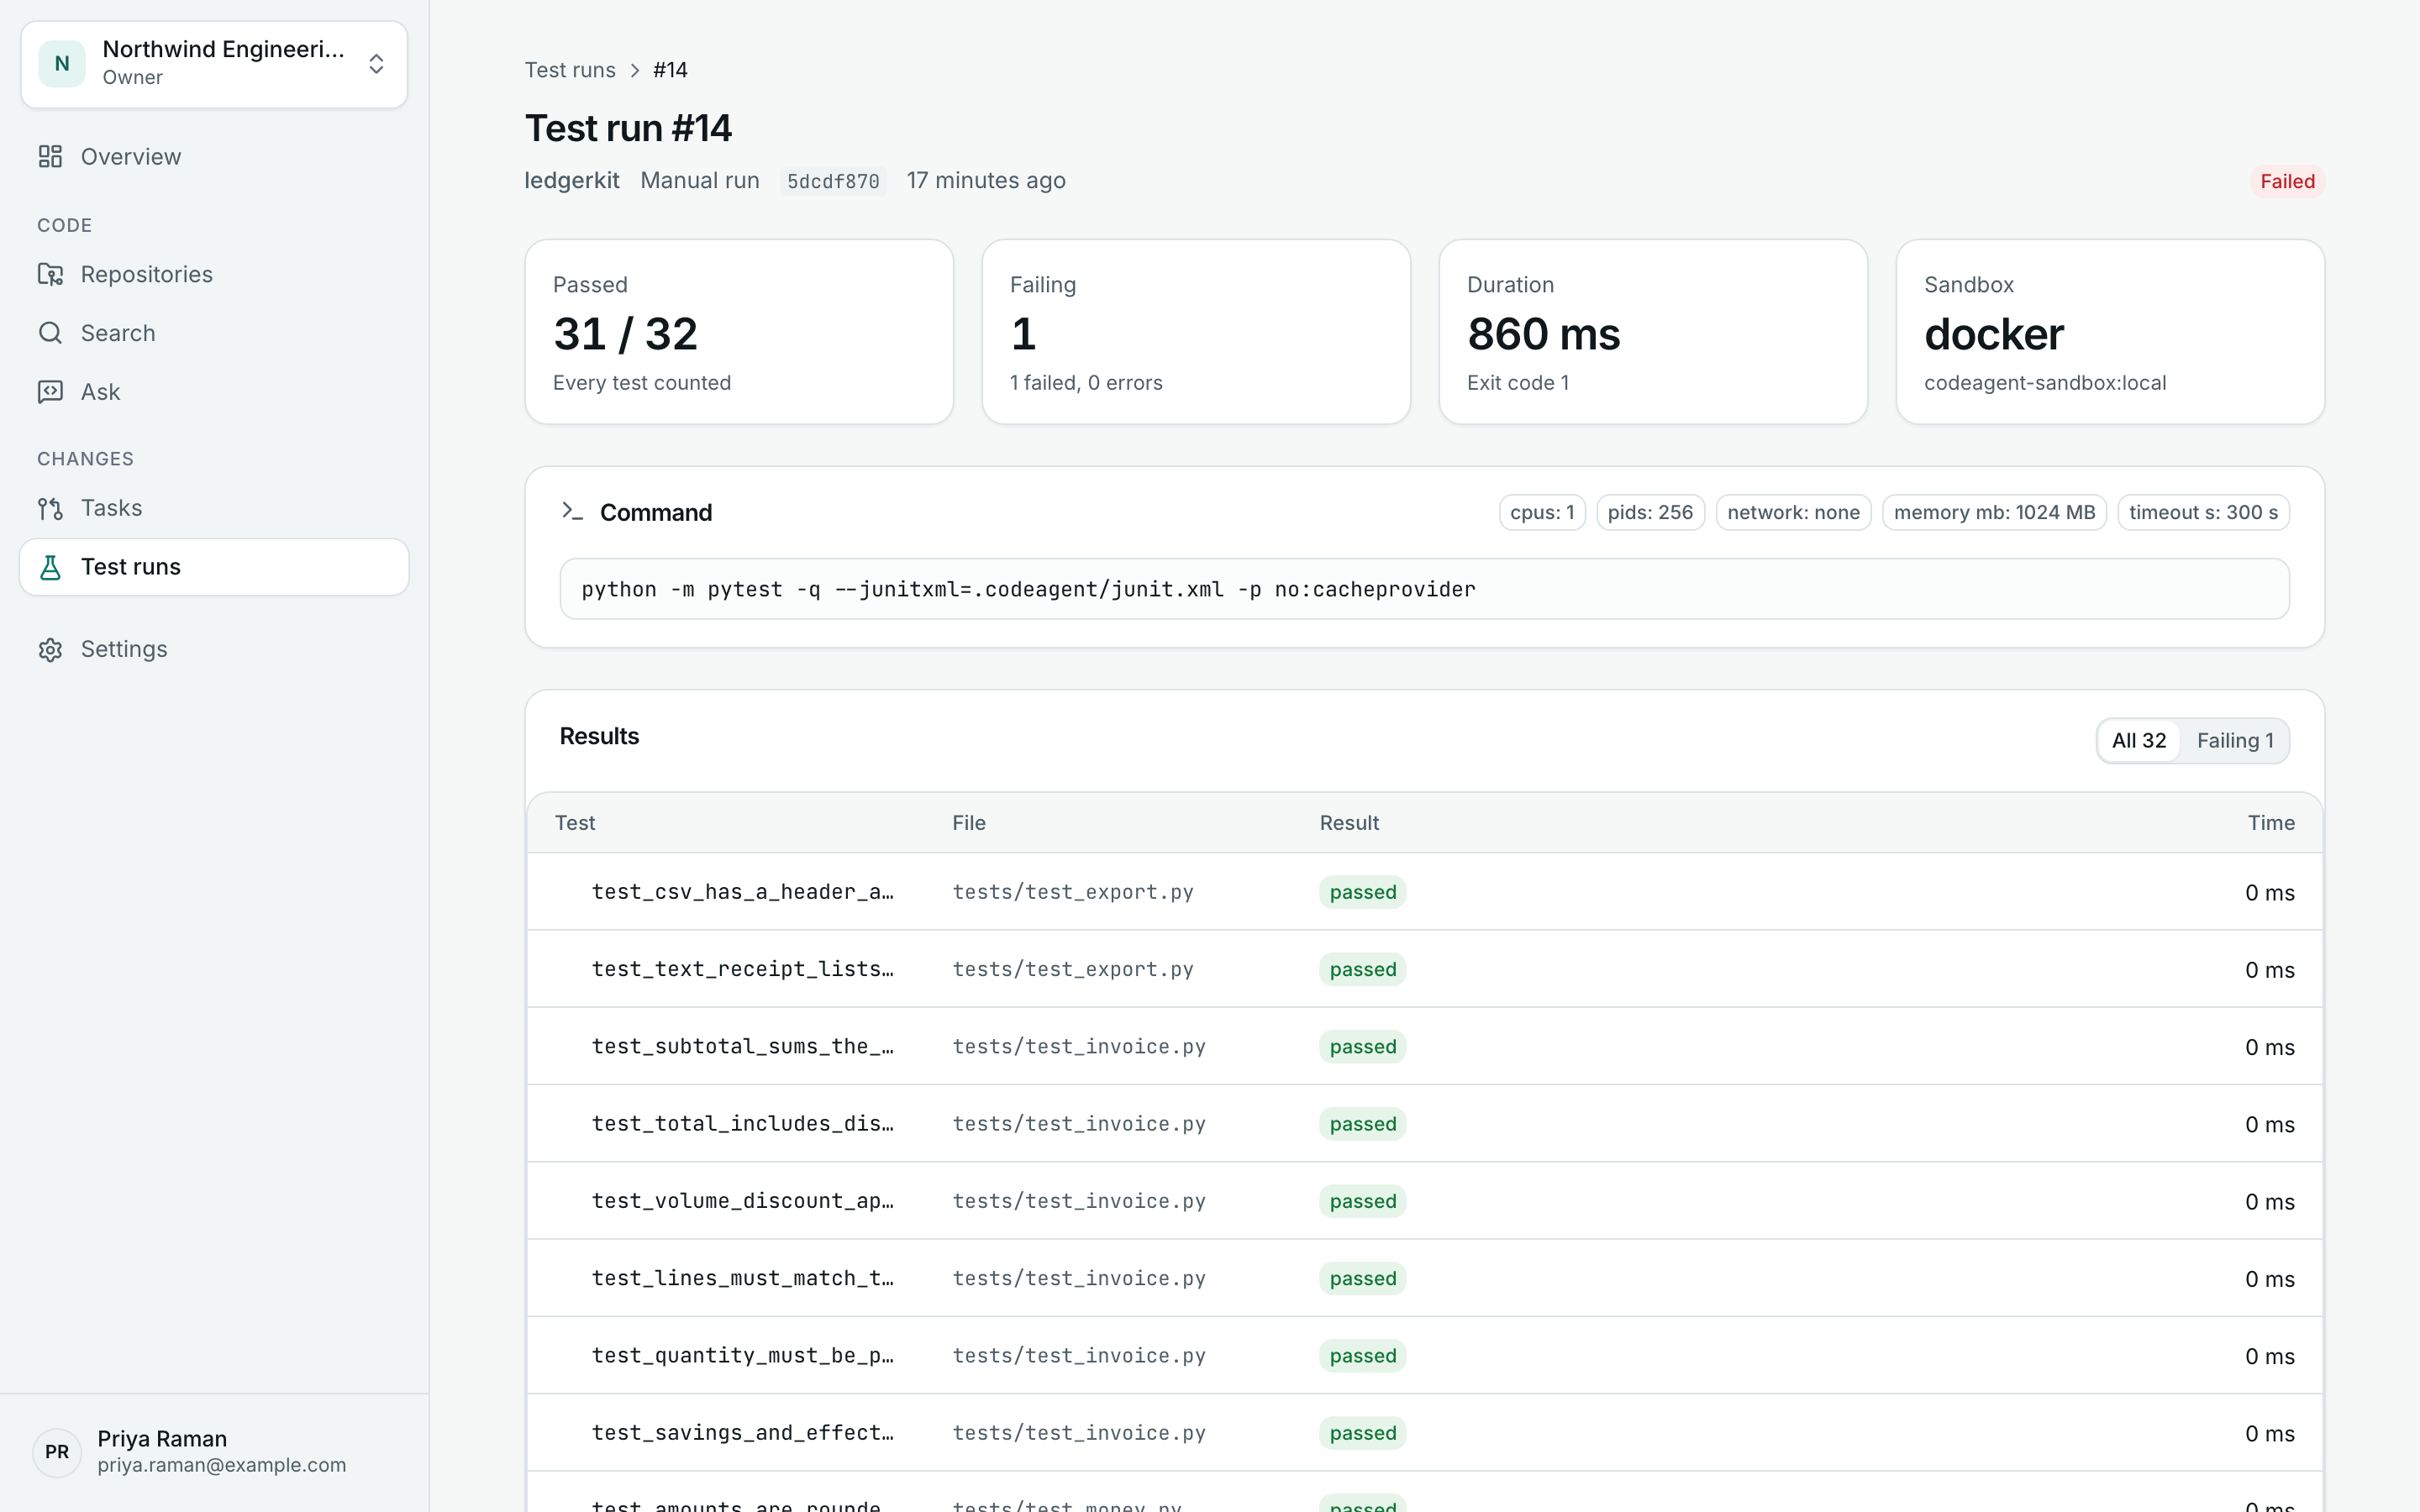 N
Northwind Engineeri...
Owner
Overview
CODE
Repositories
Search
Ask
CHANGES
Tasks
Test runs
Settings
PR
Priya Raman
priya.raman@example.com
Test runs > #14
Test run #14
ledgerkit Manual run 5dcdf870 17 minutes ago
Failed
Passed
31 / 32
Every test counted
Failing
1
1 failed, 0 errors
Duration
860 ms
Exit code 1
Sandbox
docker
codeagent-sandbox:local
Command
cpus: 1 pids: 256 network: none memory mb: 1024 MB timeout s: 300 s
python -m pytest -q --junitxml=.codeagent/junit.xml -p no:cacheprovider
Results
All 32 Failing 1
Test File Result Time
test_csv_has_a_header_a… tests/test_export.py passed 0 ms
test_text_receipt_lists… tests/test_export.py passed 0 ms
test_subtotal_sums_the_… tests/test_invoice.py passed 0 ms
test_total_includes_dis… tests/test_invoice.py passed 0 ms
test_volume_discount_ap… tests/test_invoice.py passed 0 ms
test_lines_must_match_t… tests/test_invoice.py passed 0 ms
test_quantity_must_be_p… tests/test_invoice.py passed 0 ms
test_savings_and_effect… tests/test_invoice.py passed 0 ms
test_amounts_are_rounde… tests/test_money.py passed 0 ms